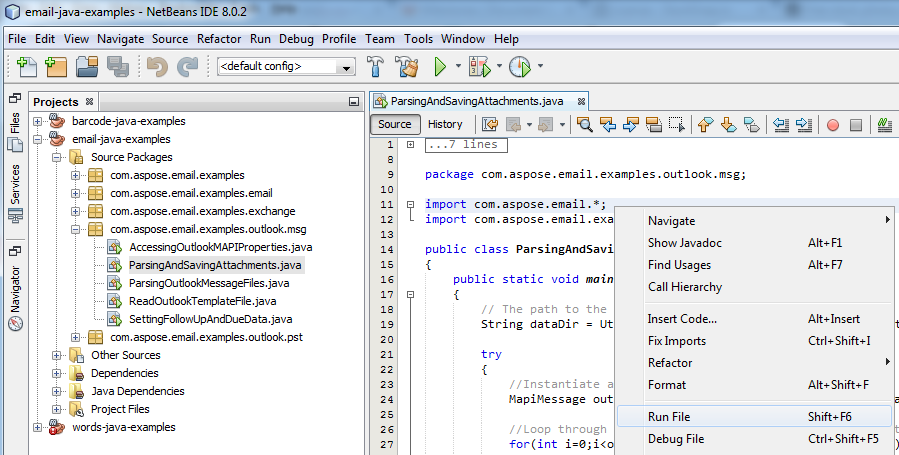 email-java-examples - NetBeans IDE 8.0.2
File Edit View Navigate Source Refactor Run Debug Profile Team Tools Window Help
<default config>
Files
Services
Navigator
Projects
barcode-java-examples
email-java-examples
Source Packages
com.aspose.email.examples
com.aspose.email.examples.email
com.aspose.email.examples.exchange
com.aspose.email.examples.outlook.msg
AccessingOutlookMAPIProperties.java
ParsingAndSavingAttachments.java
ParsingOutlookMessageFiles.java
ReadOutlookTemplateFile.java
SettingFollowUpAndDueData.java
com.aspose.email.examples.outlook.pst
Other Sources
Dependencies
Java Dependencies
Project Files
words-java-examples
ParsingAndSavingAttachments.java
Source History
1 ...7 lines
8
9 package com.aspose.email.examples.outlook.msg;
10
11 import com.aspose.email.*;
12 import com.aspose.email.exa
13
14 public class ParsingAndSavi
15 {
16 public static void main
17 {
18 // The path to the
19 String dataDir = Ut
20
21 try
22 {
23 //Instantiate a
24 MapiMessage out
25
26 //Loop through
27 for(int i=0;i<o
Navigate
Show Javadoc Alt+F1
Find Usages Alt+F7
Call Hierarchy
Insert Code... Alt+Insert
Fix Imports Ctrl+Shift+I
Refactor
Format Alt+Shift+F
Run File Shift+F6
Debug File Ctrl+Shift+F5